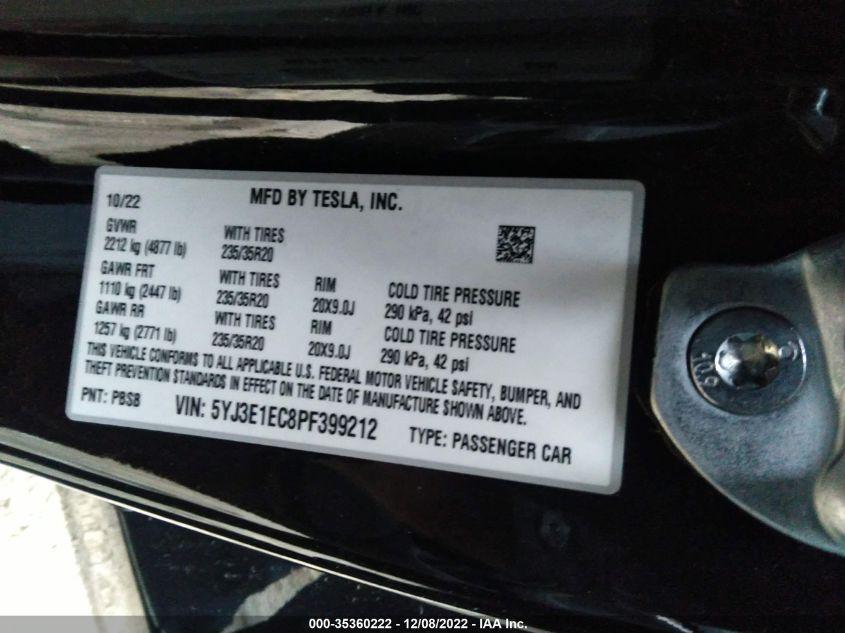 10/22 MFD BY TESLA, INC.
GVWR
2212 kg (4877 lb)
WITH TIRES
235/35R20
GAWR FRT
1110 kg (2447 lb)
WITH TIRES
235/35R20
RIM
20X9.0J
COLD TIRE PRESSURE
290 kPa, 42 psi
GAWR RR
1257 kg (2771 lb)
WITH TIRES
235/35R20
RIM
20X9.0J
COLD TIRE PRESSURE
290 kPa, 42 psi
THIS VEHICLE CONFORMS TO ALL APPLICABLE U.S. FEDERAL MOTOR VEHICLE SAFETY, BUMPER, AND
THEFT PREVENTION STANDARDS IN EFFECT ON THE DATE OF MANUFACTURE SHOWN ABOVE.
PNT: PBSB VIN: 5YJ3E1EC8PF399212 TYPE: PASSENGER CAR
10.9
000-35360222 - 12/08/2022 - IAA Inc.